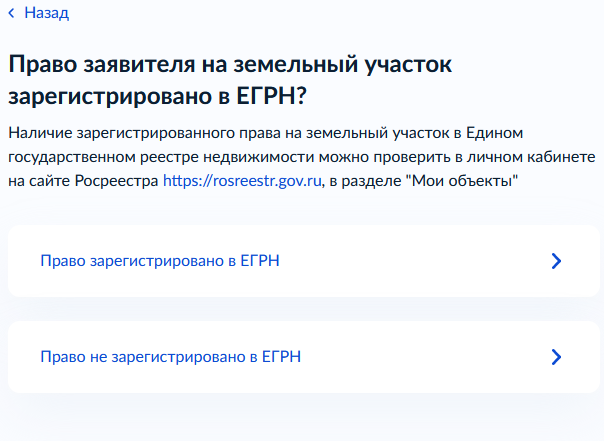 Назад
Право заявителя на земельный участок
зарегистрировано в ЕГРН?
Наличие зарегистрированного права на земельный участок в Едином
государственном реестре недвижимости можно проверить в личном кабинете
на сайте Росреестра https://rosreestr.gov.ru, в разделе "Мои объекты"
Право зарегистрировано в ЕГРН
Право не зарегистрировано в ЕГРН